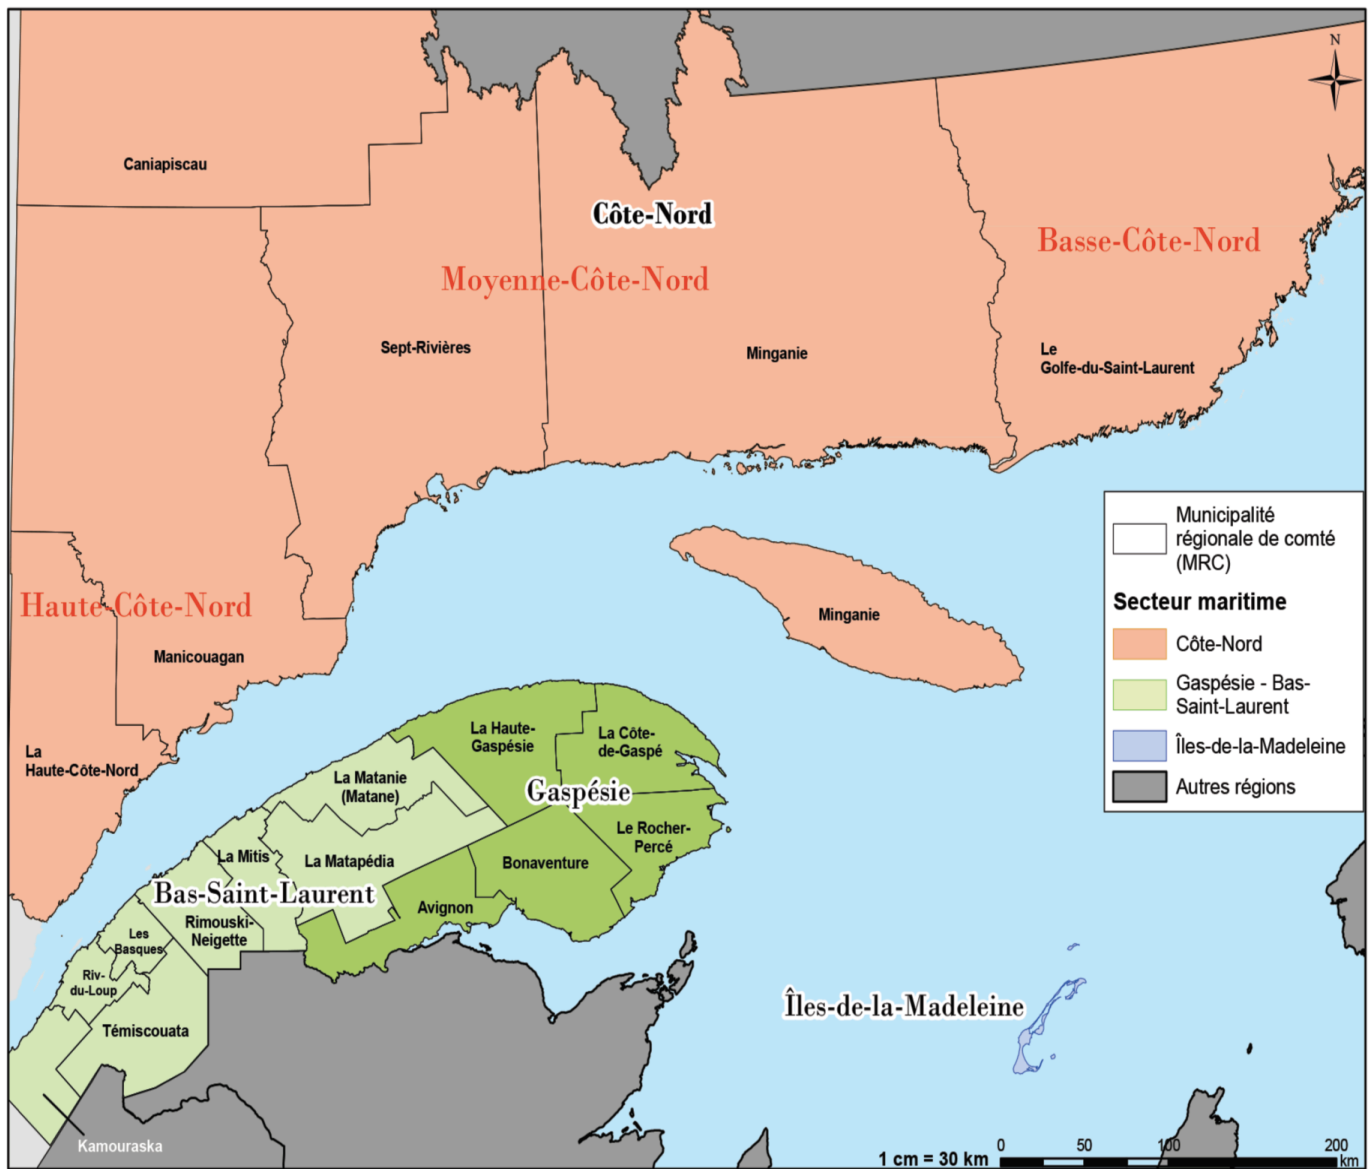 N
Caniapiscau
Côte-Nord
Basse-Côte-Nord
Moyenne-Côte-Nord
Sept-Rivières
Minganie
Le
Golfe-du-Saint-Laurent
Municipalité
régionale de comté
(MRC)
Secteur maritime
Côte-Nord
Gaspésie - Bas-
Saint-Laurent
Îles-de-la-Madeleine
Autres régions
Haute-Côte-Nord
Minganie
Manicouagan
La
Haute-Côte-Nord
La Haute-
Gaspésie
La Côte-
de-Gaspé
La Matanie
(Matane)
Gaspésie
Le Rocher-
Percé
La Mitis
La Matapédia
Bonaventure
Bas-Saint-Laurent
Avignon
Rimouski-
Neigette
Les
Basques
Riv-
du-Loup
Îles-de-la-Madeleine
Témiscouata
Kamouraska
1 cm = 30 km
0 50 100 200
km